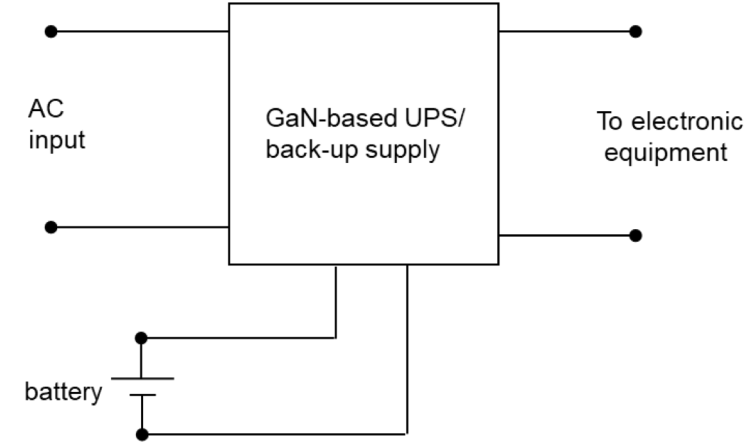 AC
input
GaN-based UPS/
back-up supply
To electronic
equipment
battery